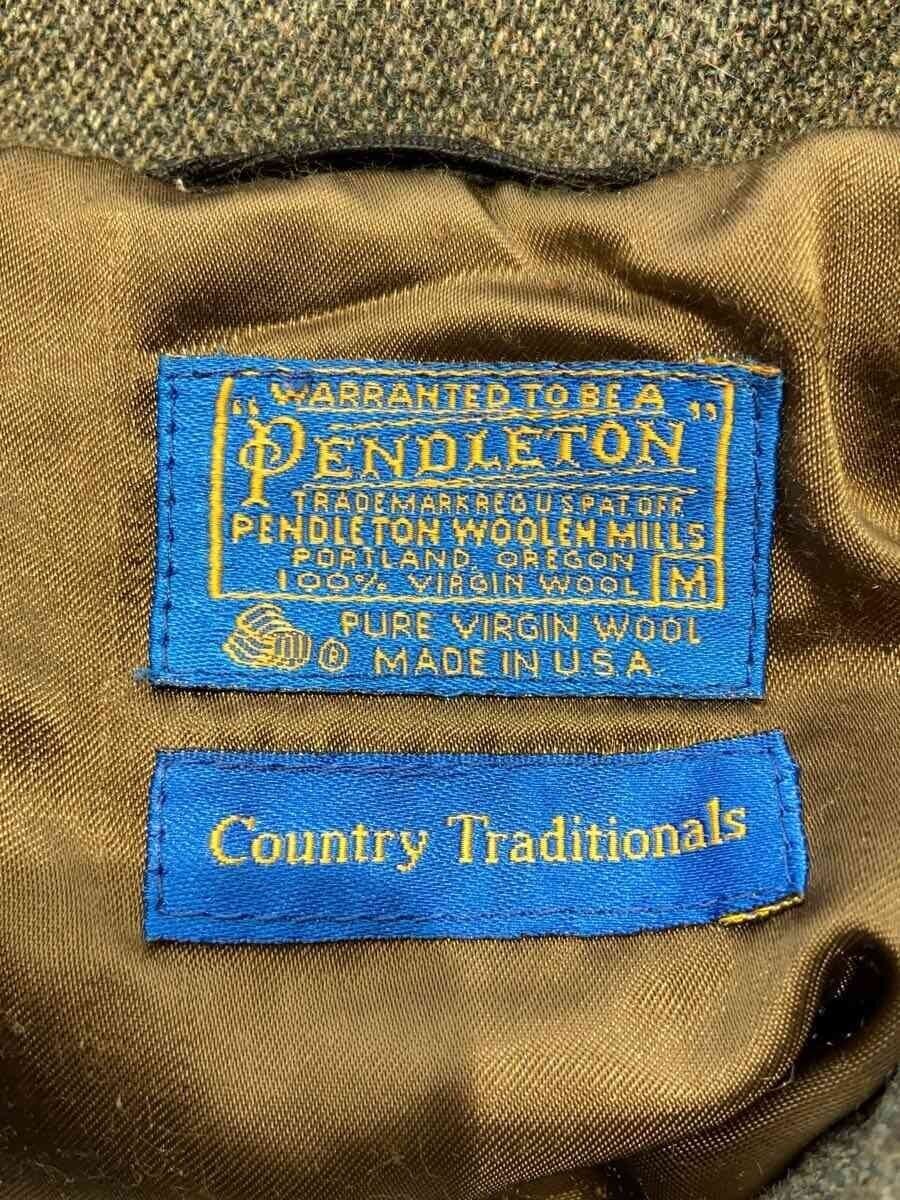 WARRANTED TO BE A
"PENDLETON"
TRADEMARK REG U.S. PAT. OFF.
PENDLETON WOOLEN MILLS
PORTLAND, OREGON
100% VIRGIN WOOL M
PURE VIRGIN WOOL
® MADE IN U.S.A.
Country Traditionals